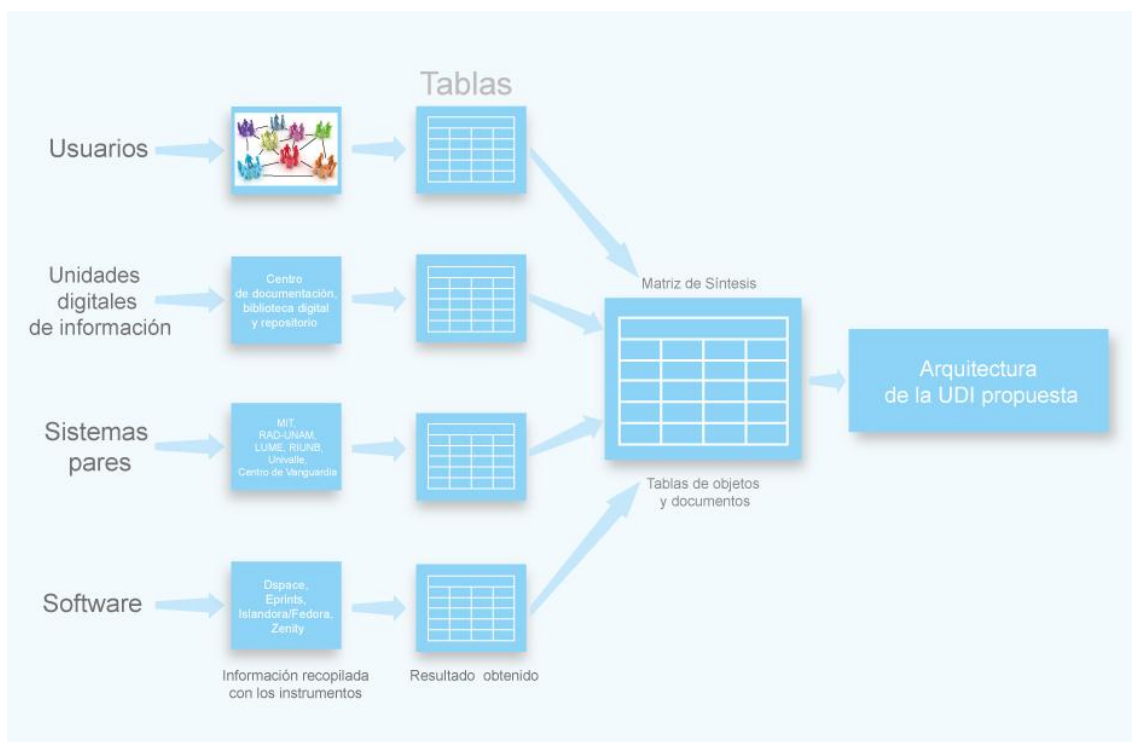 Tablas
Usuarios
Unidades
digitales
de información
Centro
de documentación,
biblioteca digital
y repositorio
Matriz de Síntesis
Arquitectura
de la UDI propuesta
Sistemas
pares
MIT,
RAD-UNAM,
LUME, RIUNB,
Univalle,
Centro de Vanguardia
Tablas de objetos
y documentos
Software
Dspace,
Eprints,
Islandora/Fedora,
Zenity
Información recopilada
con los instrumentos
Resultado obtenido